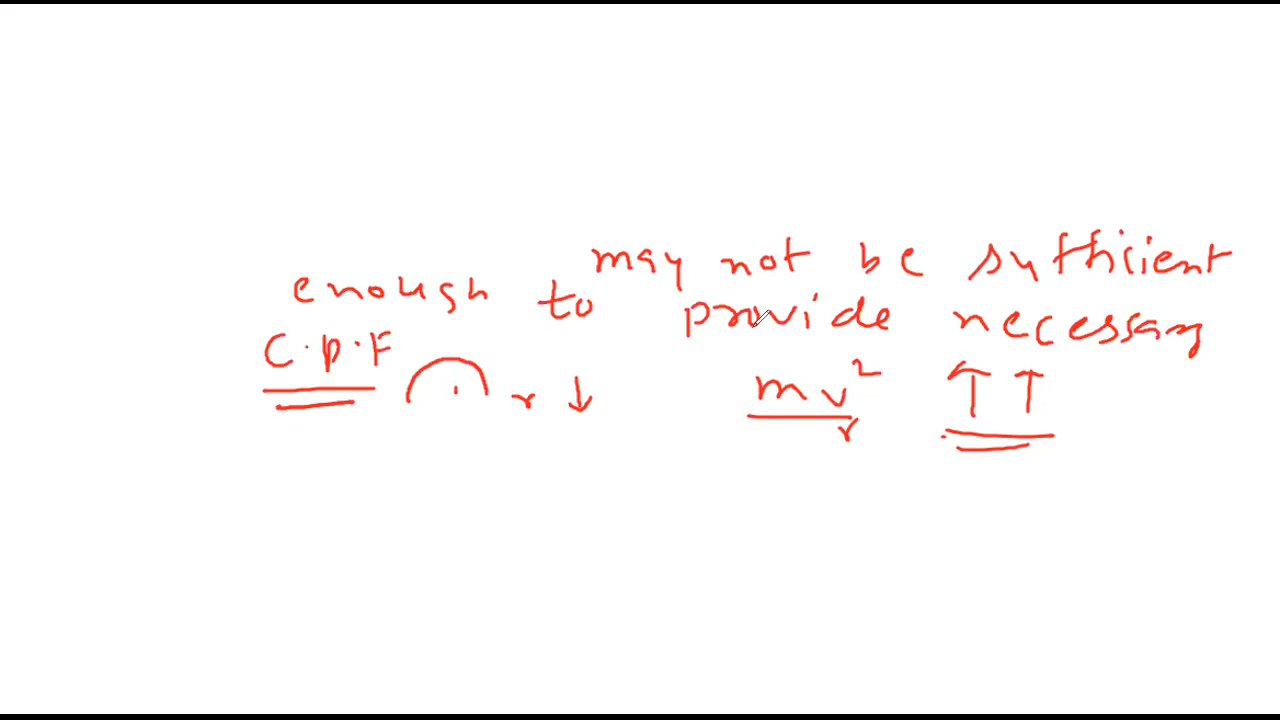 may not be sufficient
enough to provide necessary
C.P.F r ↓ mv²/r ↑↑